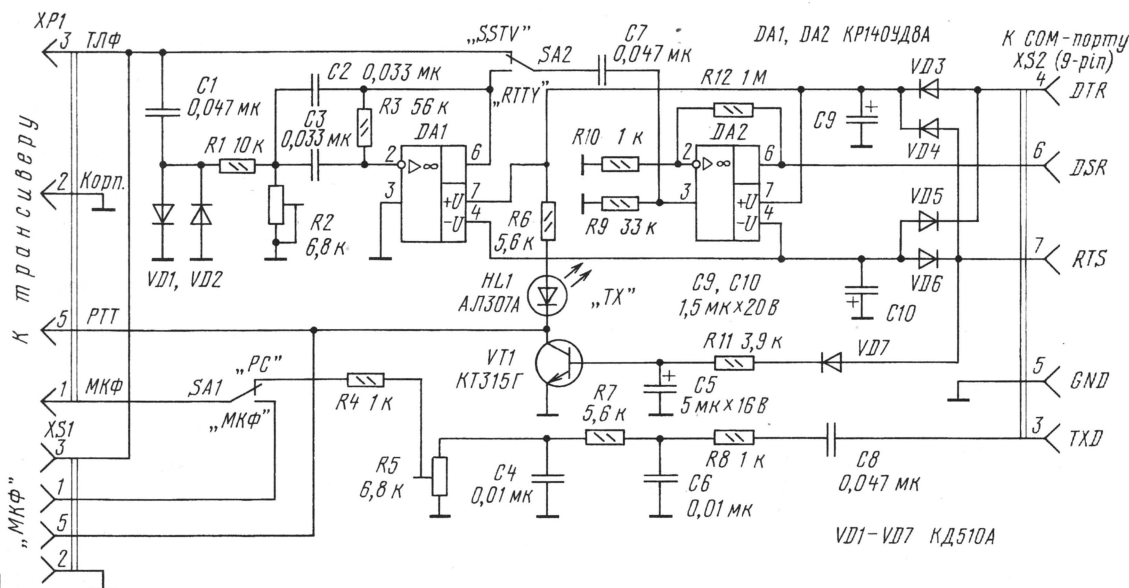 XP1
3 ТЛФ
„SSTV"
SA2
C7
0,047 мк
DA1, DA2 КР140УД8А
К COM-порту
XS2 (9-pin)
C1
0,047 мк
C2 0,033 мк
R3 56 к
C3
0,033 мк
„RTTY"
R12 1 М
VD3
4
DTR
C9
+
VD4
R1 10 к
DA1
2
▷∞
6
3
7
+U
4
-U
R10 1 к
DA2
2
▷∞
6
3
7
+U
4
-U
R9 33 к
6
DSR
VD5
К трансиверу
2 Корп.
R2
6,8 к
VD1, VD2
R6
5,6 к
7
RTS
VD6
HL1
АЛ307А
„TX"
C9, C10
1,5 мк×20 В
+
C10
5 РТТ
VT1
КТ315Г
R11 3,9 к
VD7
+
C5
5 мк×16 В
5
GND
1 МКФ
SA1
„PC"
„МКФ"
R4 1 к
R7
5,6 к
3
TXD
XS1
3
1
5
2
„МКФ"
R5
6,8 к
C4
0,01 мк
R8 1 к
C6
0,01 мк
C8
0,047 мк
VD1-VD7 КД510А